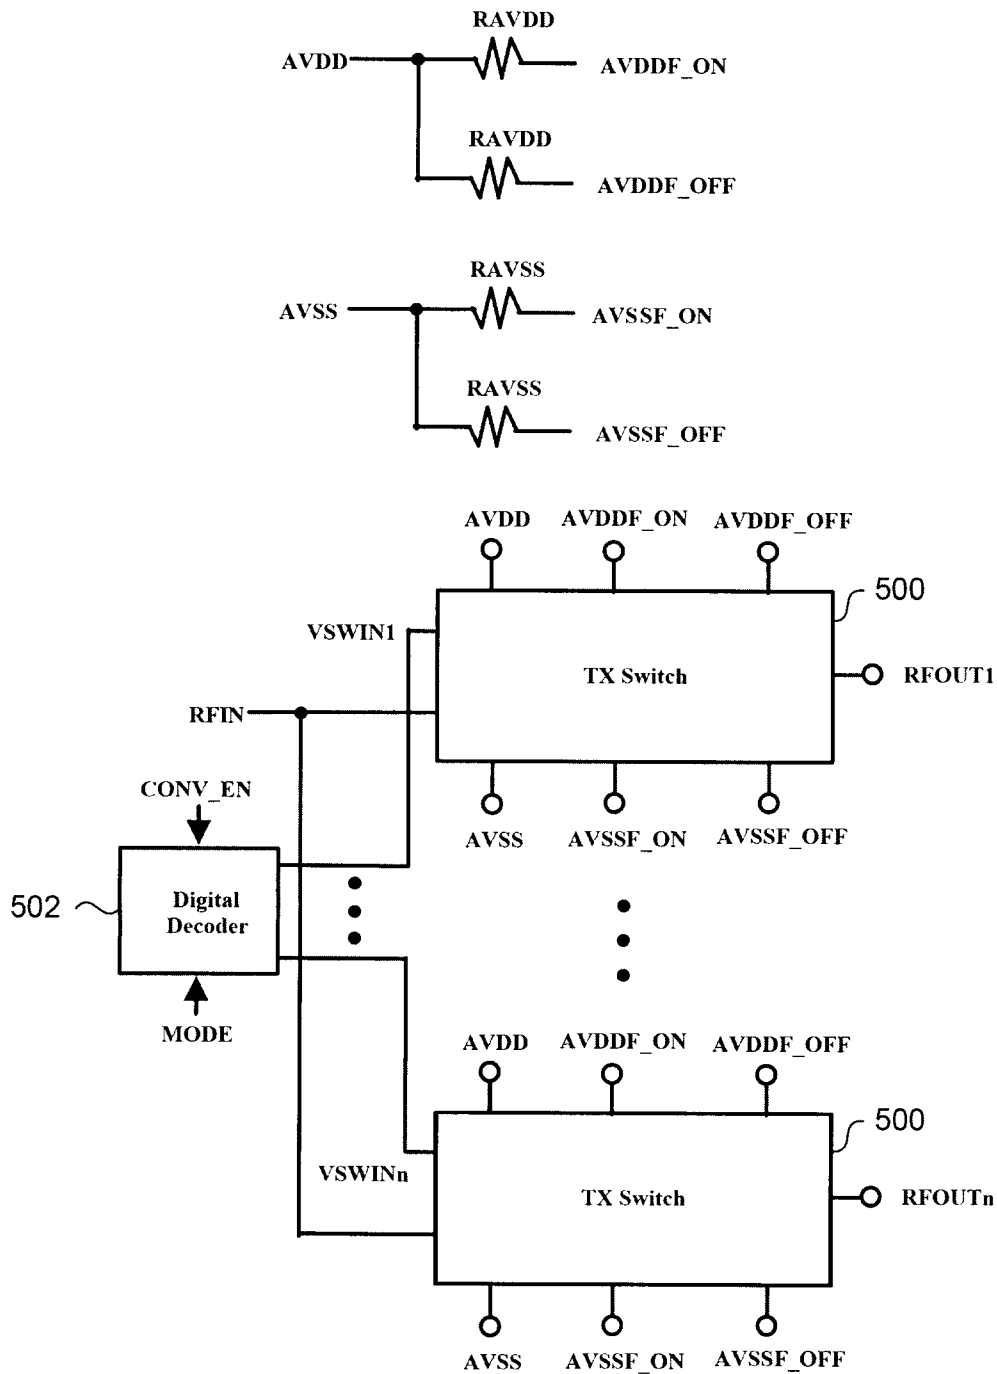 RAVDD
AVDD
AVDDF_ON
RAVDD
AVDDF_OFF
RAVSS
AVSS
AVSSF_ON
RAVSS
AVSSF_OFF
AVDD
AVDDF_ON
AVDDF_OFF
500
VSWIN1
TX Switch
RFOUT1
RFIN
CONV_EN
AVSS
AVSSF_ON
AVSSF_OFF
502
Digital
Decoder
MODE
AVDD
AVDDF_ON
AVDDF_OFF
500
VSWINn
TX Switch
RFOUTn
AVSS
AVSSF_ON
AVSSF_OFF